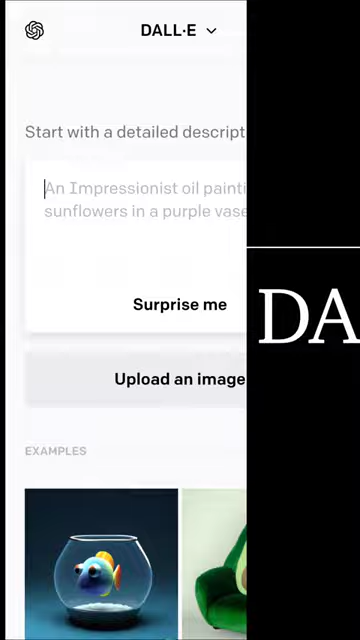 DALL·E
Start with a detailed descript
An Impressionist oil painti
sunflowers in a purple vase
Surprise me
Upload an image
EXAMPLES
DA